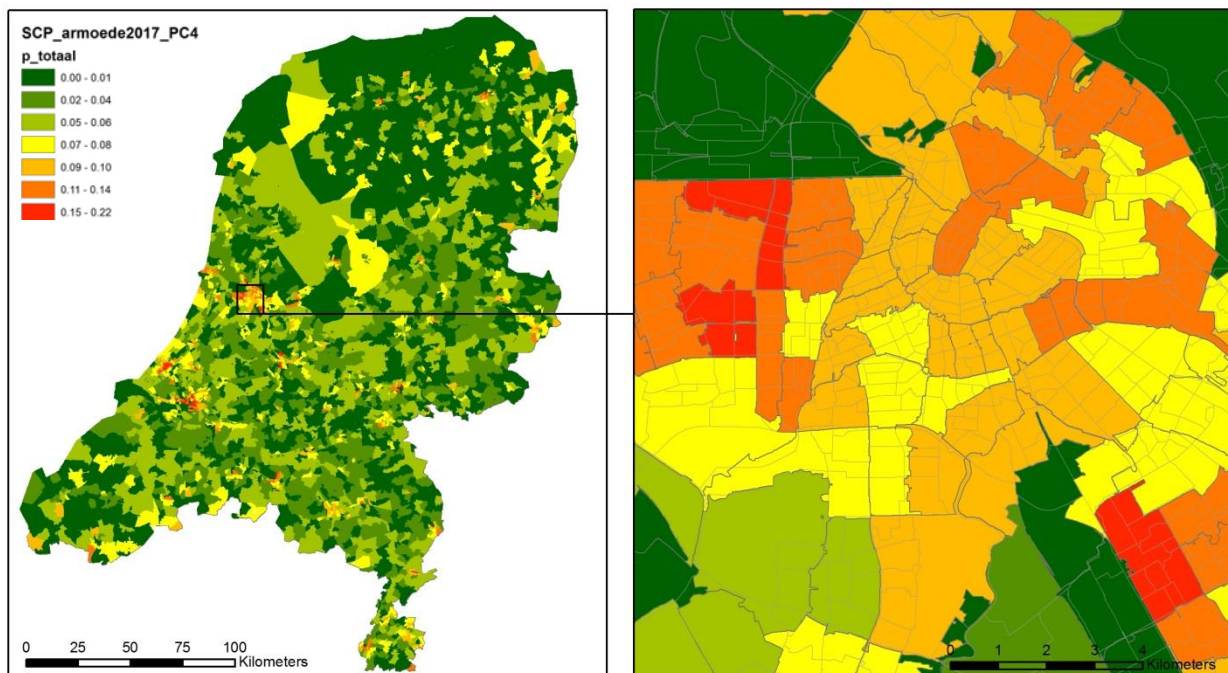 SCP_armoede2017_PC4
p_totaal
0.00 - 0.01
0.02 - 0.04
0.05 - 0.06
0.07 - 0.08
0.09 - 0.10
0.11 - 0.14
0.15 - 0.22
0 25 50 75 100
Kilometers
0 1 2 3 4
Kilometers